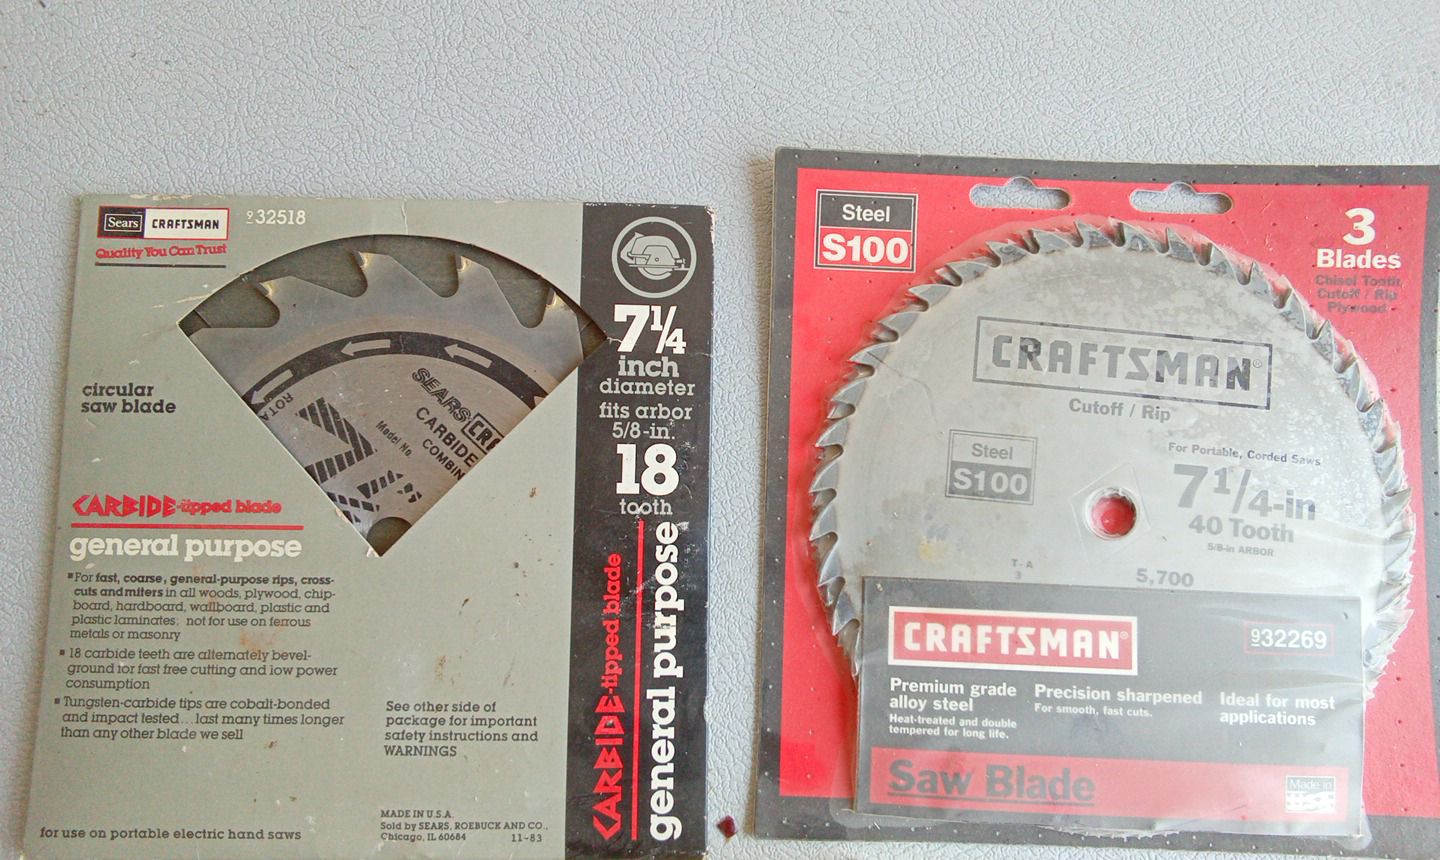 Sears CRAFTSMAN
9 32518
Quality You Can Trust
circular
saw blade
CARBIDE-tipped blade
general purpose
For fast, coarse, general-purpose rips, cross-
cuts and miters in all woods, plywood, chip-
board, hardboard, wallboard, plastic and
plastic laminates; not for use on ferrous
metals or masonry
18 carbide teeth are alternately bevel-
ground for fast free cutting and low power
consumption
Tungsten-carbide tips are cobalt-bonded
and impact tested...last many times longer
than any other blade we sell
for use on portable electric hand saws
See other side of
package for important
safety instructions and
WARNINGS
MADE IN U.S.A.
Sold by SEARS, ROEBUCK AND CO.,
Chicago, IL 60684 11-83
ROTA
SEARS CRA
CARBIDE
COMBIN
Model No.
7 1/4
inch
diameter
fits arbor
5/8-in.
18
tooth
CARBIDE-tipped blade
general purpose
Steel
S100
3
Blades
Chisel Tooth
Cutoff / Rip
Plywood
CRAFTSMAN®
Cutoff / Rip
Steel
S100
For Portable, Corded Saws
7 1/4-in
40 Tooth
5/8-in ARBOR
T-A
3
5,700
CRAFTSMAN®
932269
Premium grade
alloy steel
Heat-treated and double
tempered for long life.
Precision sharpened
For smooth, fast cuts.
Ideal for most
applications
Saw Blade
Made in
USA